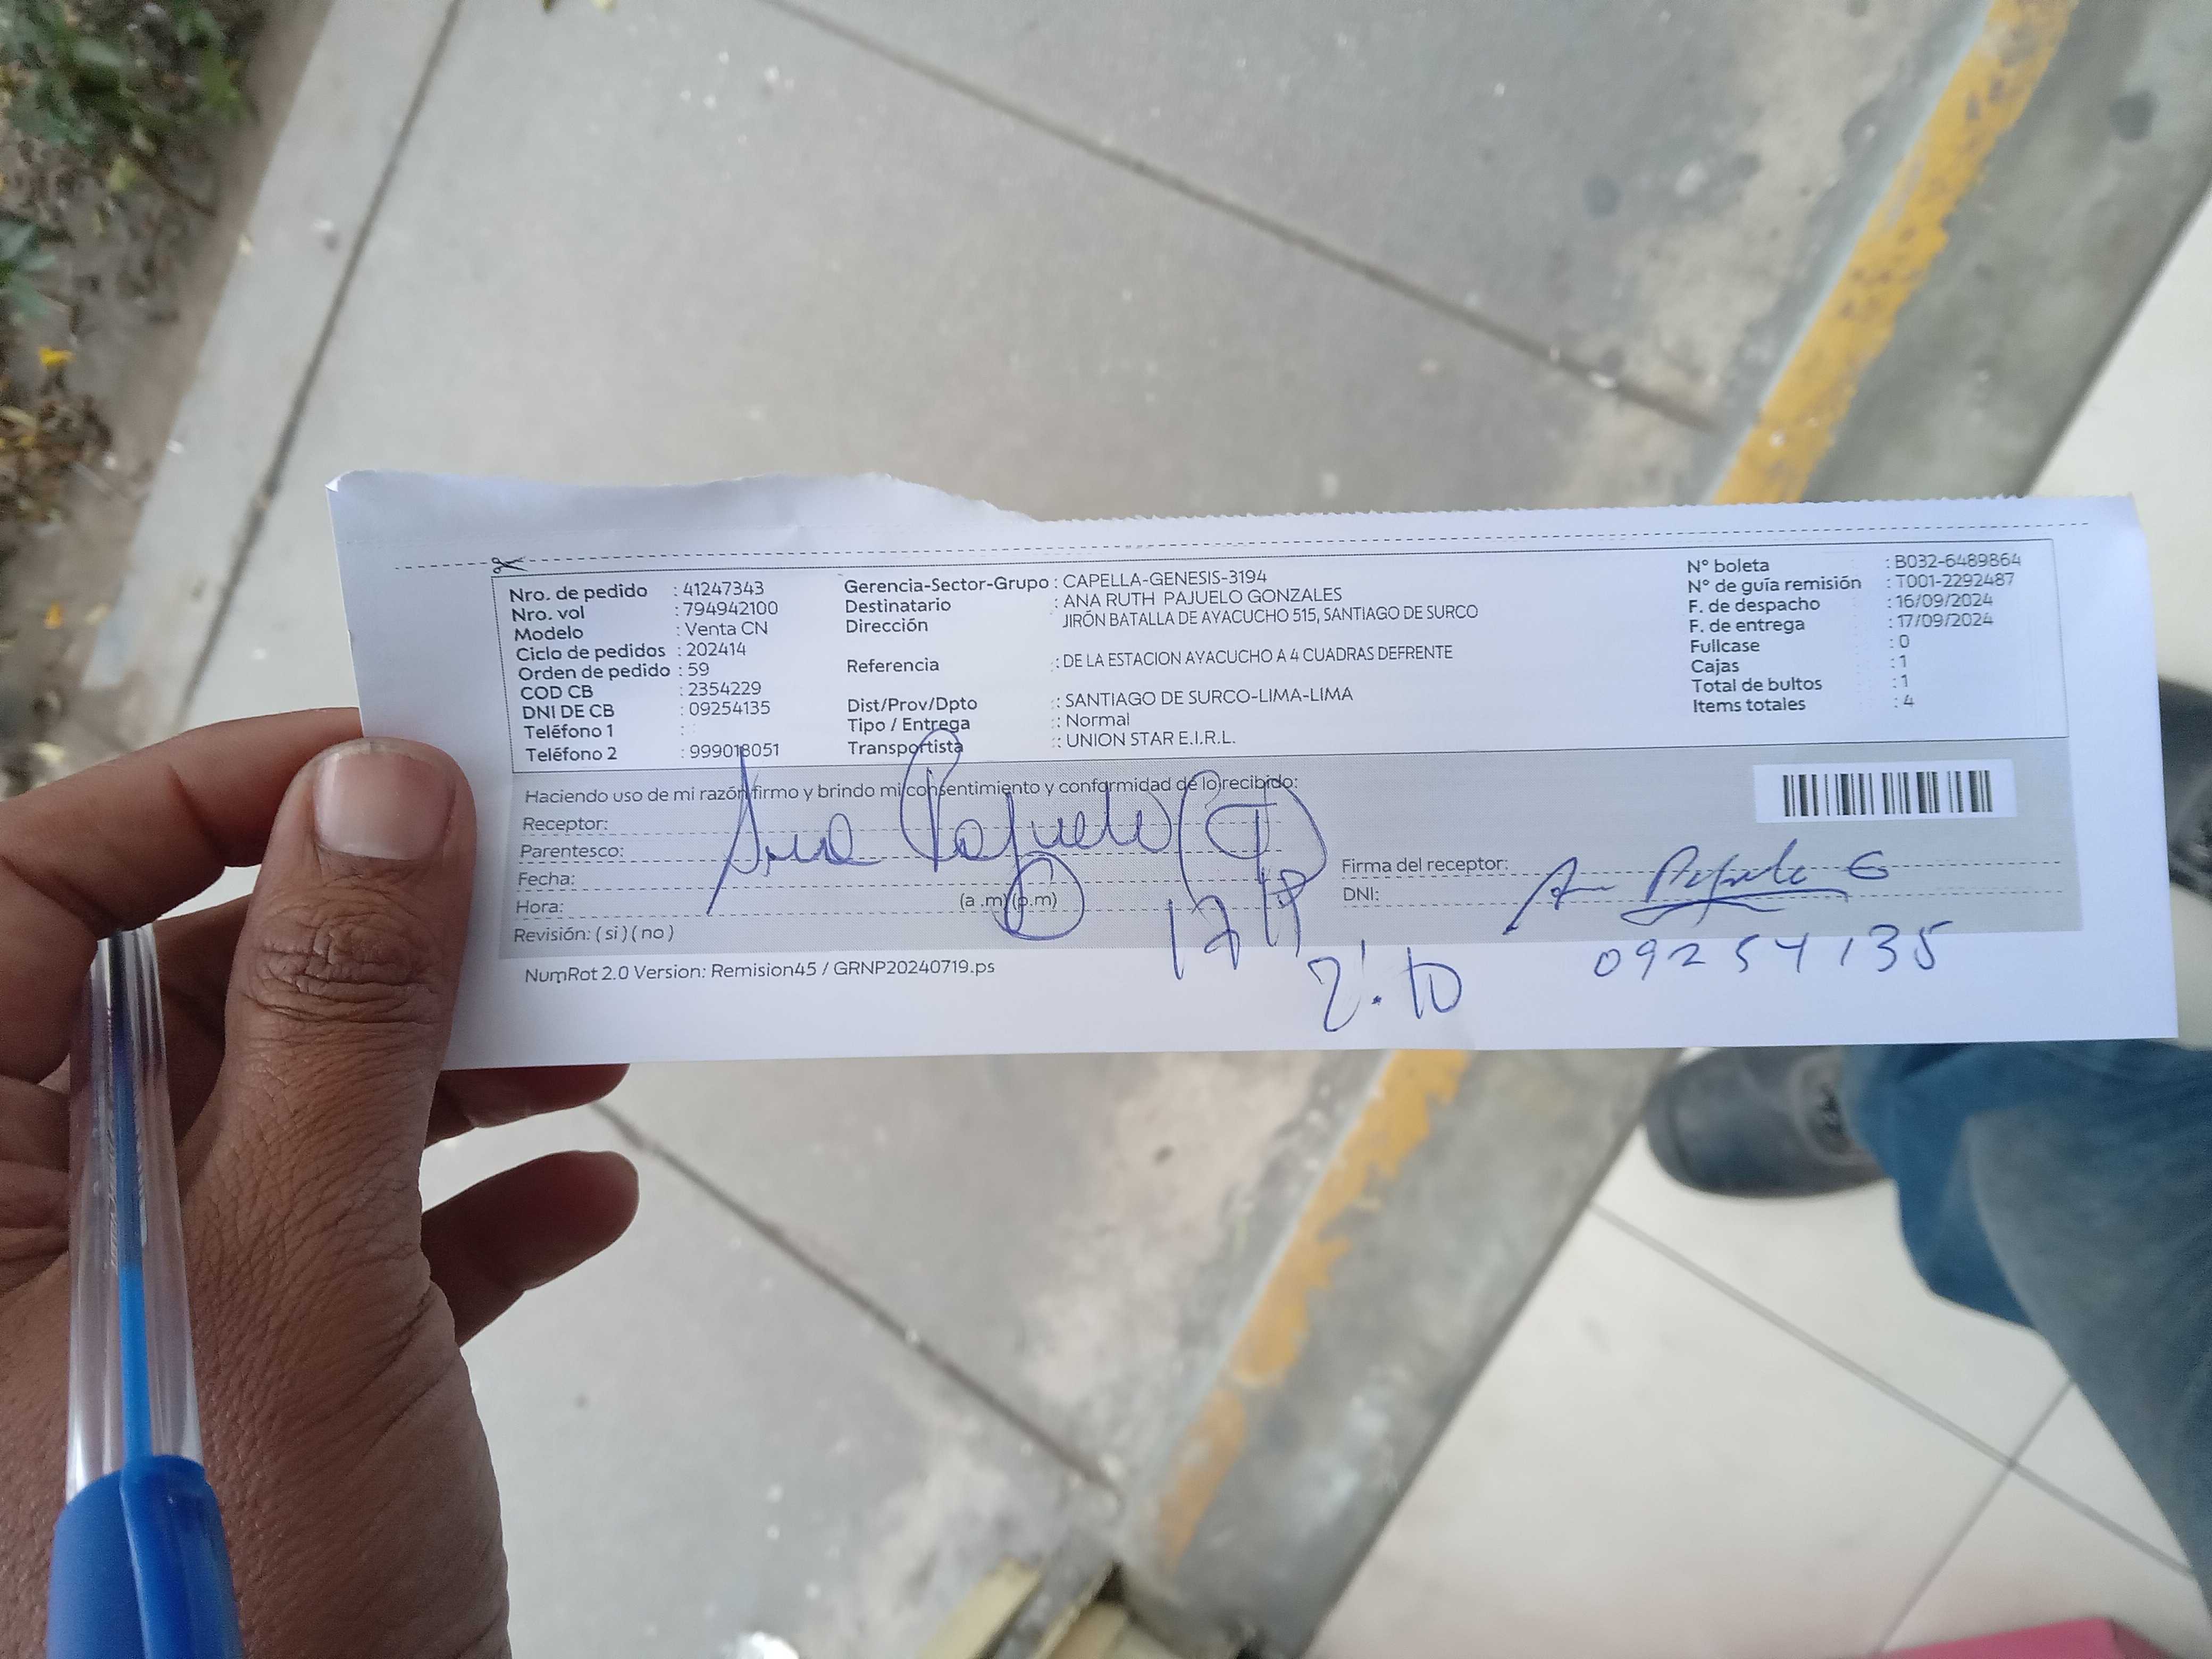 Nro. de pedido : 41247343
Nro. vol : 794942100
Modelo : Venta CN
Ciclo de pedidos : 202414
Orden de pedido : 59
COD CB : 2354229
DNI DE CB : 09254135
Teléfono 1 :
Teléfono 2 : 999018051
Gerencia-Sector-Grupo : CAPELLA-GENESIS-3194
Destinatario : ANA RUTH PAJUELO GONZALES
Dirección JIRÓN BATALLA DE AYACUCHO 515, SANTIAGO DE SURCO
Referencia :: DE LA ESTACION AYACUCHO A 4 CUADRAS DEFRENTE
Dist/Prov/Dpto :: SANTIAGO DE SURCO-LIMA-LIMA
Tipo / Entrega :: Normal
Transportista :: UNION STAR E.I.R.L.
N° boleta : B032-6489864
N° de guía remisión : T001-2292487
F. de despacho : 16/09/2024
F. de entrega : 17/09/2024
Fullcase : 0
Cajas : 1
Total de bultos : 1
Items totales : 4
Haciendo uso de mi razón firmo y brindo mi consentimiento y conformidad de lo recibido:
Receptor: Ana Pajuelo
Parentesco:
Fecha:
Hora: (a .m) (p.m)
Revisión: ( si ) ( no )
2:10
Firma del receptor: Pajuelo G
DNI:
09254135
NumRot 2.0 Version: Remision45 / GRNP20240719.ps